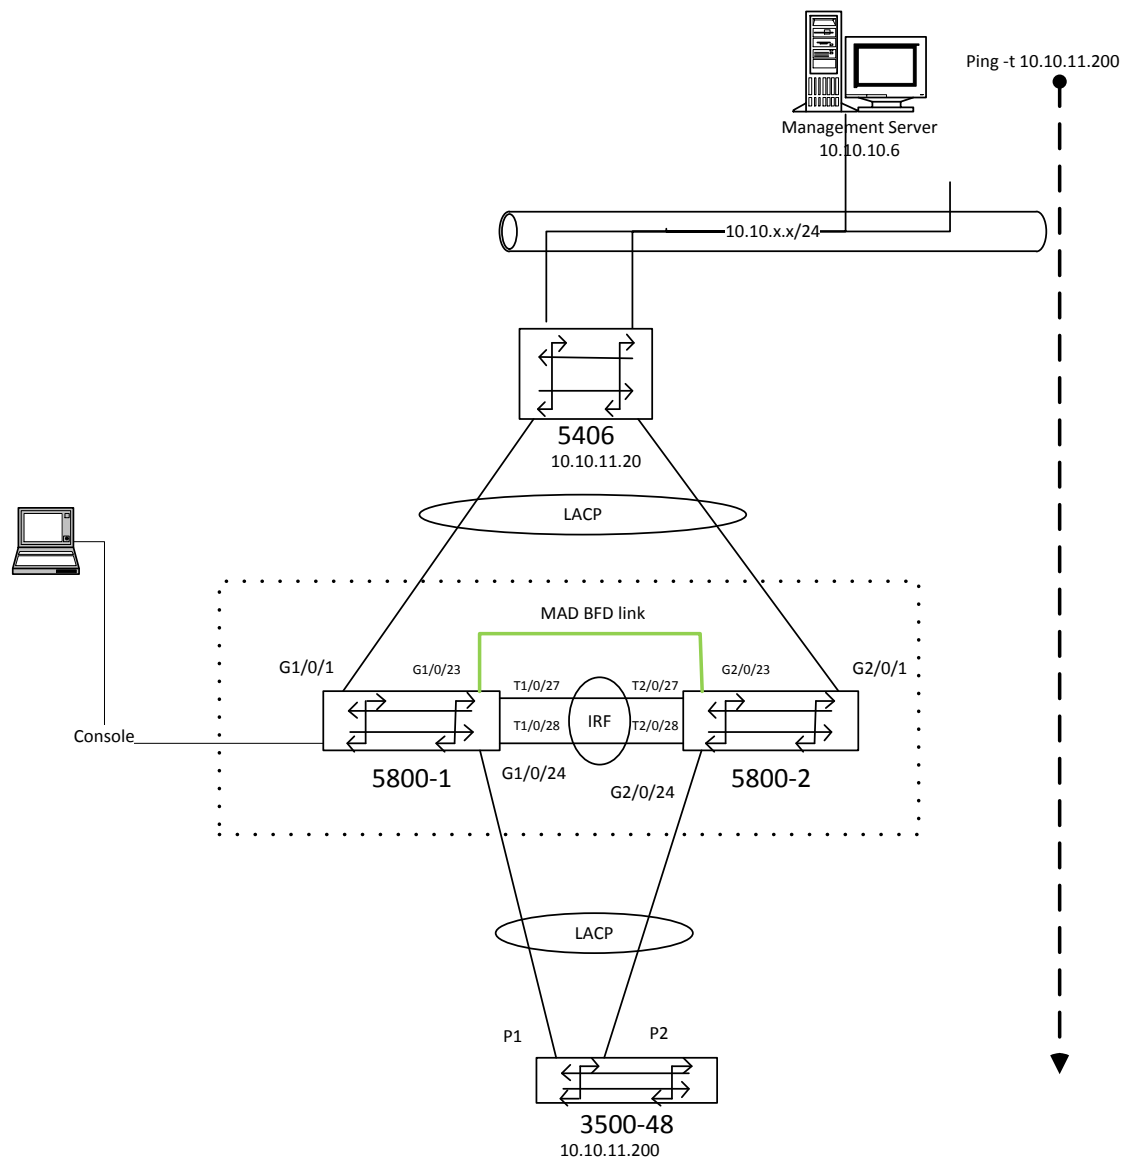 Ping -t 10.10.11.200
Management Server
10.10.10.6
10.10.x.x/24
5406
10.10.11.20
LACP
MAD BFD link
G1/0/1
G1/0/23
G2/0/23
G2/0/1
T1/0/27
T2/0/27
IRF
T1/0/28
T2/0/28
Console
5800-1
G1/0/24
G2/0/24
5800-2
LACP
P1
P2
3500-48
10.10.11.200